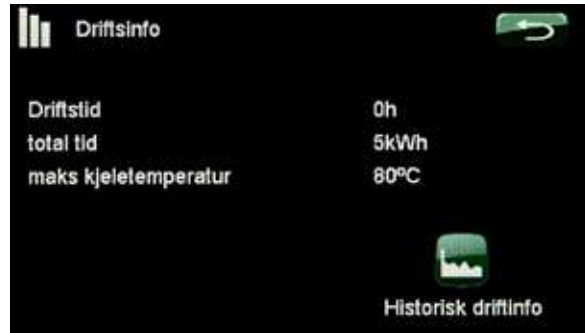 Driftsinfo
Driftstid 0h
total tid 5kWh
maks kjeletemperatur 80ºC
Historisk driftinfo